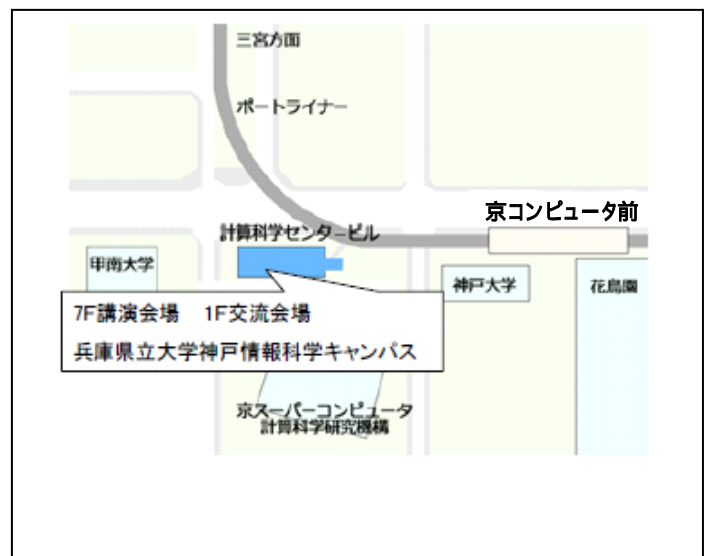 三宮方面
ポートライナー
京コンピュータ前
計算科学センタービル
甲南大学
神戸大学
花鳥園
7F講演会場 1F交流会場
兵庫県立大学神戸情報科学キャンパス
京スーパーコンピュータ
計算科学研究機構